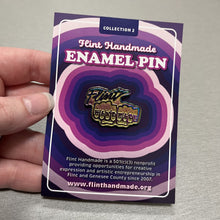 COLLECTION 2
Flint Handmade
ENAMEL PIN
Flint
Flint Handmade is a 501(c)(3) nonprofit
providing opportunities for creative
expression and artistic entrepreneurship in
Flint and Genesee County since 2007.
www.flinthandmade.org